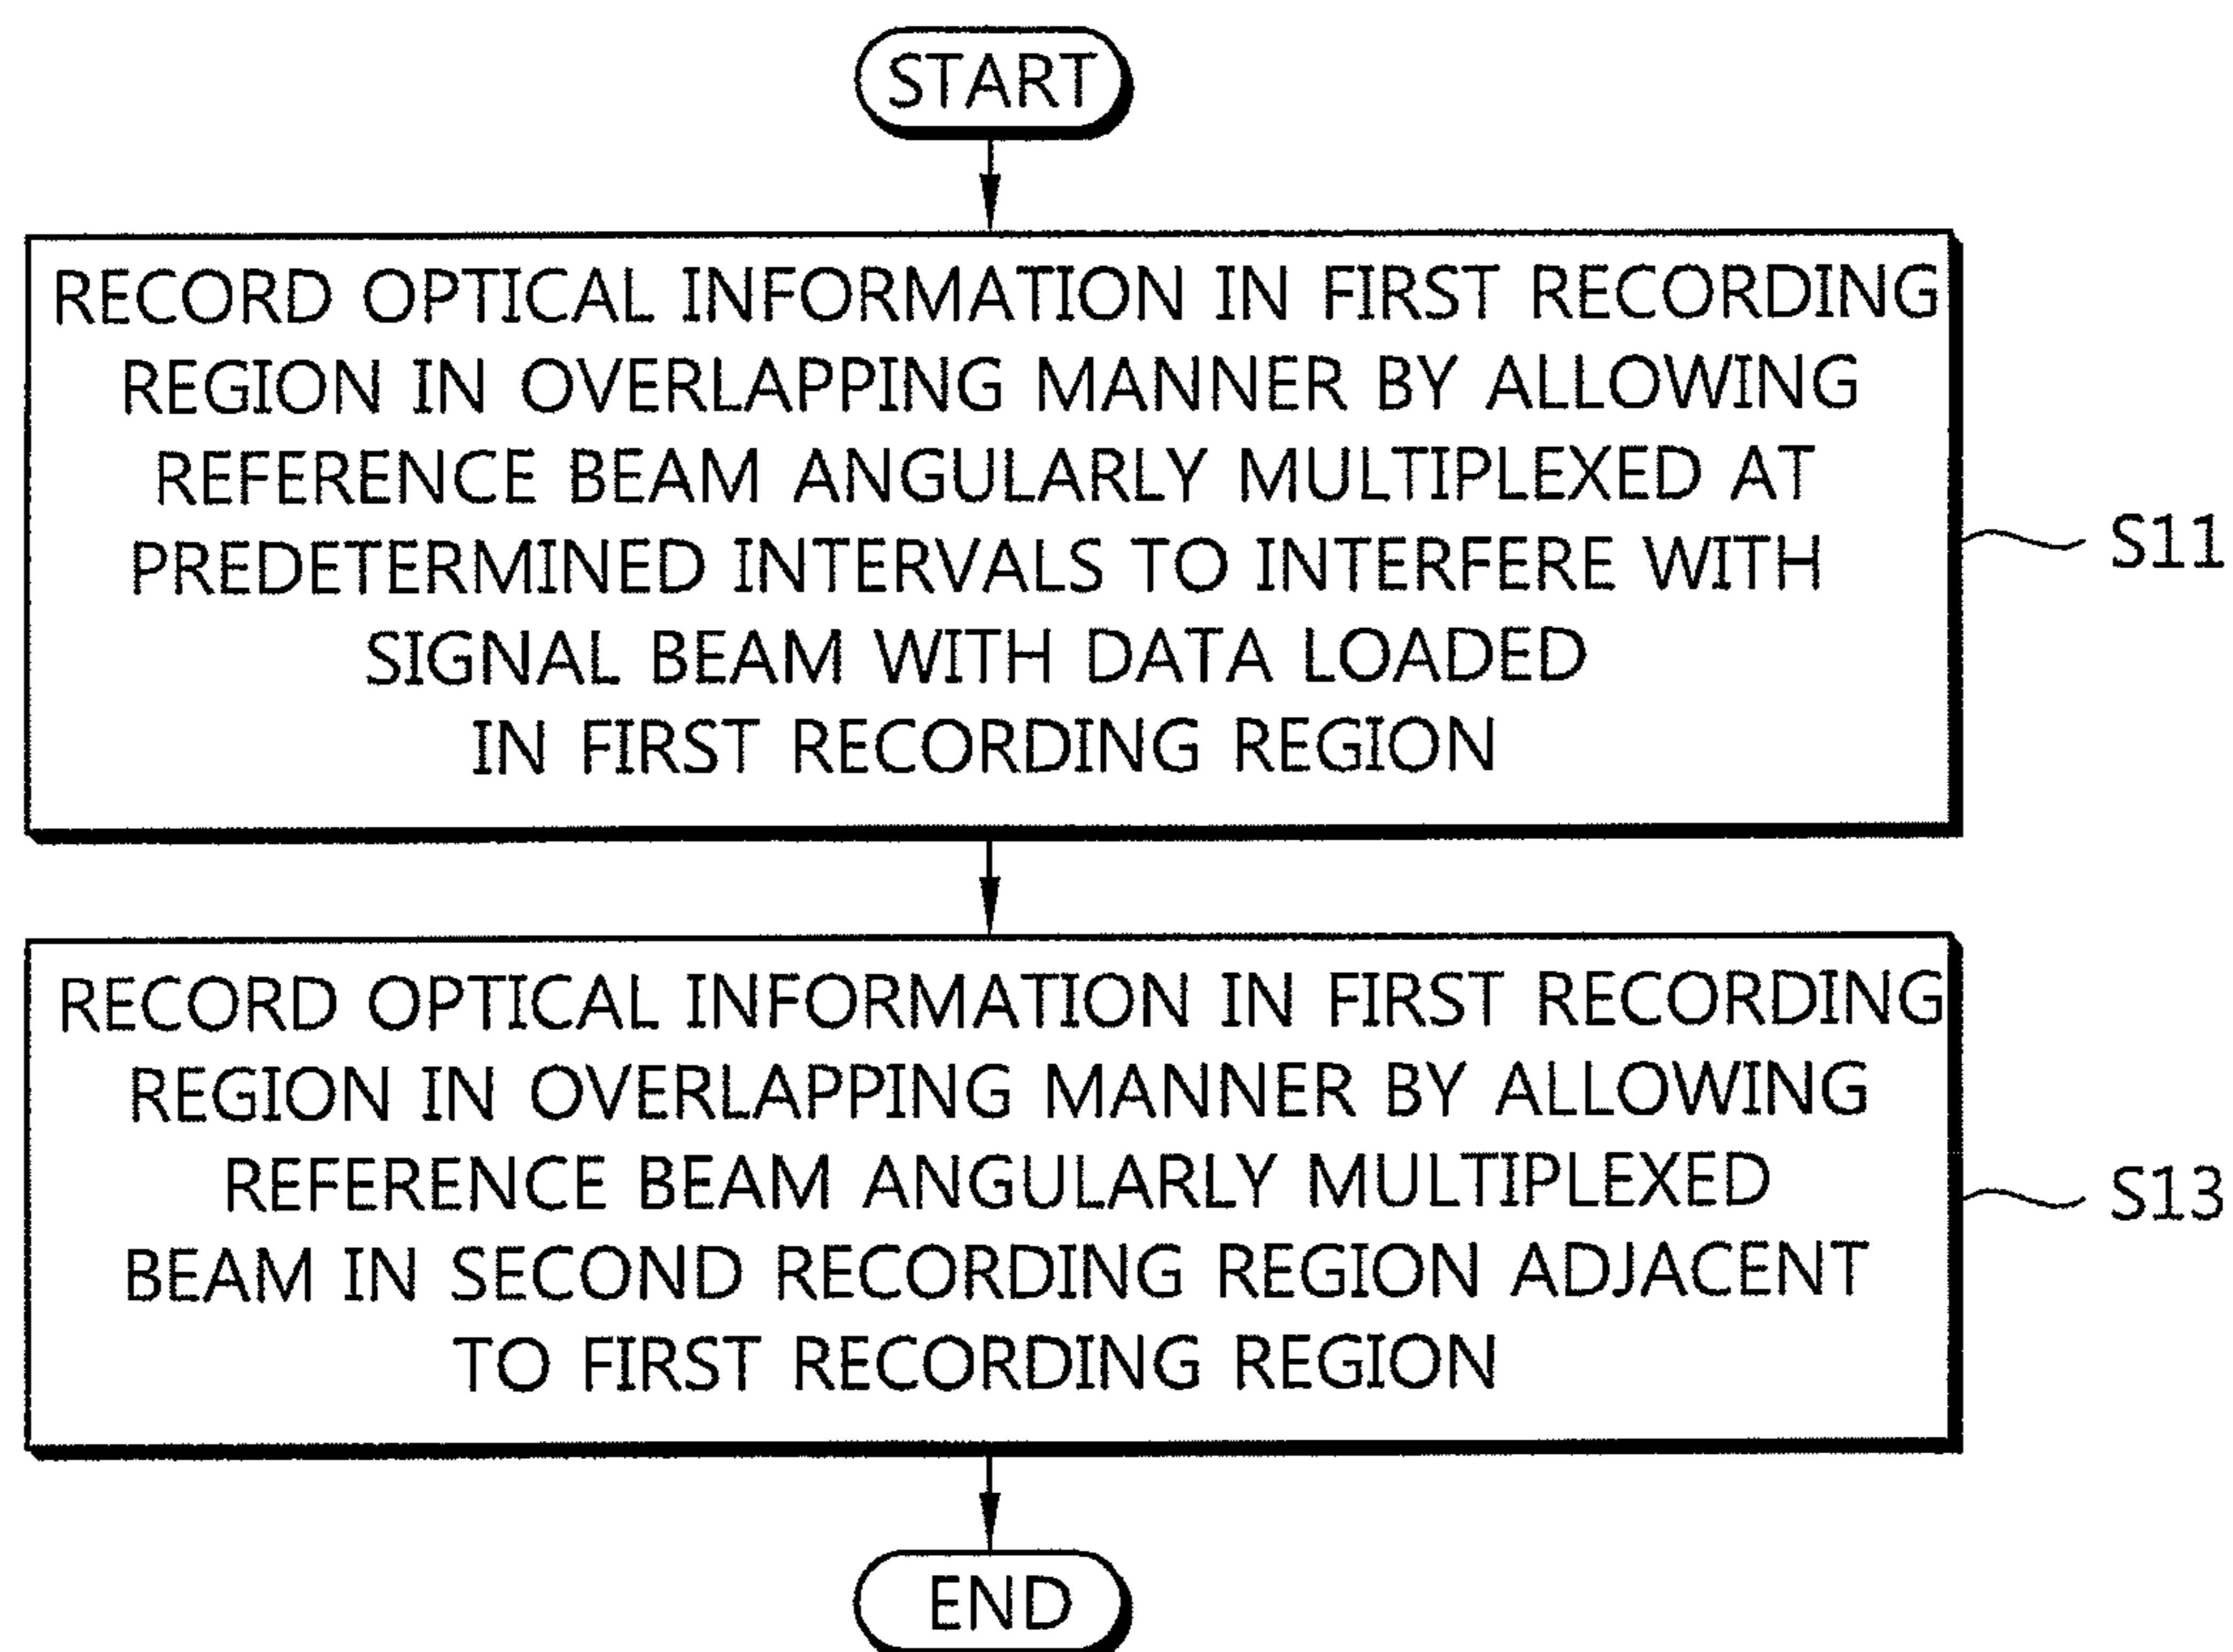 START
RECORD OPTICAL INFORMATION IN FIRST RECORDING
REGION IN OVERLAPPING MANNER BY ALLOWING
REFERENCE BEAM ANGULARLY MULTIPLEXED AT
PREDETERMINED INTERVALS TO INTERFERE WITH
SIGNAL BEAM WITH DATA LOADED
IN FIRST RECORDING REGION
S11
RECORD OPTICAL INFORMATION IN FIRST RECORDING
REGION IN OVERLAPPING MANNER BY ALLOWING
REFERENCE BEAM ANGULARLY MULTIPLEXED
BEAM IN SECOND RECORDING REGION ADJACENT
TO FIRST RECORDING REGION
S13
END